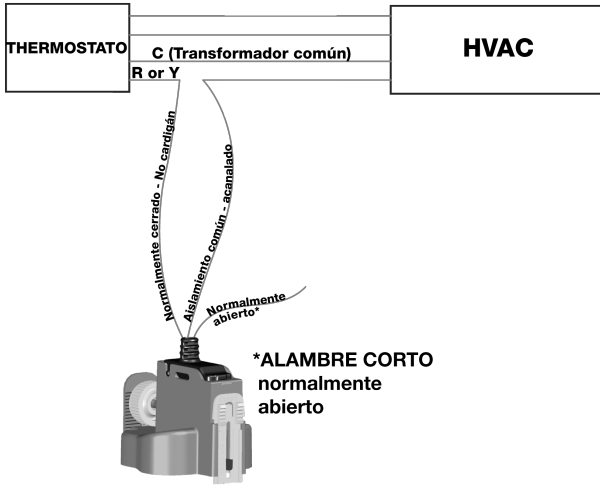 THERMOSTATO
HVAC
C (Transformador común)
R or Y
Normalmente cerrado - No cardigán
Aislamiento común - acanalado
Normalmente
abierto*
*ALAMBRE CORTO
normalmente
abierto